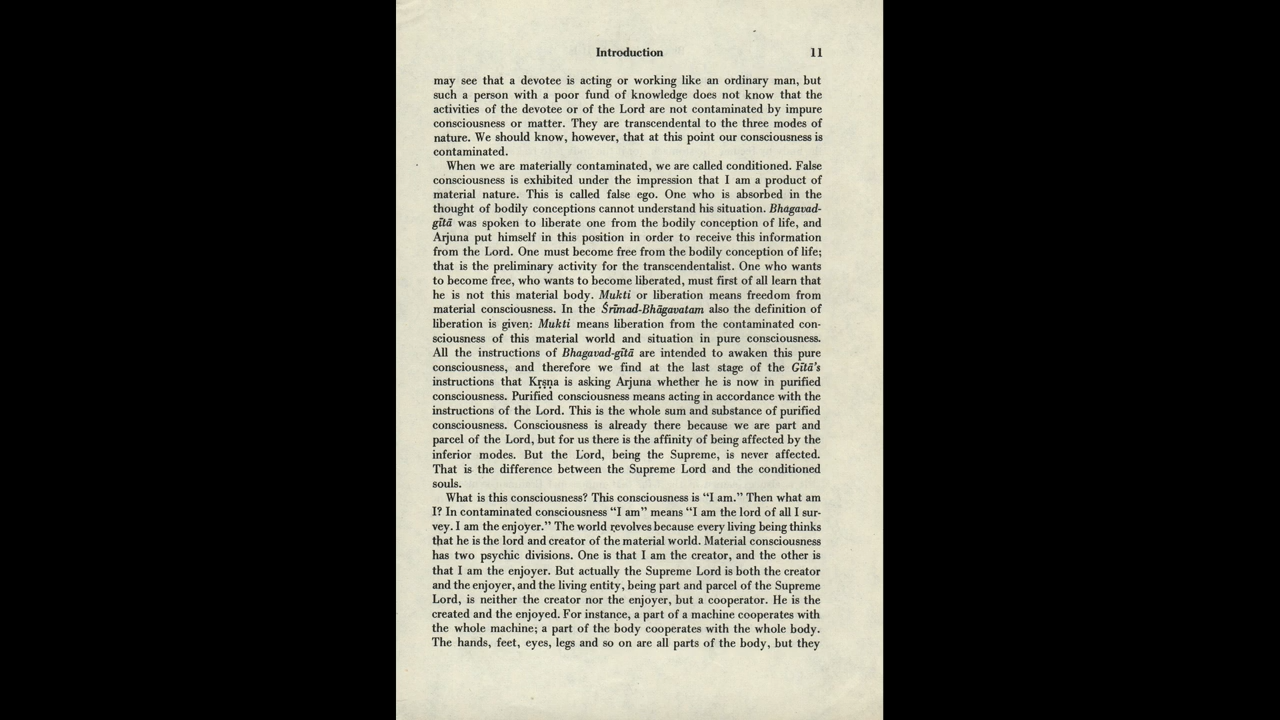 Introduction 11
may see that a devotee is acting or working like an ordinary man, but
such a person with a poor fund of knowledge does not know that the
activities of the devotee or of the Lord are not contaminated by impure
consciousness or matter. They are transcendental to the three modes of
nature. We should know, however, that at this point our consciousness is
contaminated.
When we are materially contaminated, we are called conditioned. False
consciousness is exhibited under the impression that I am a product of
material nature. This is called false ego. One who is absorbed in the
thought of bodily conceptions cannot understand his situation. Bhagavad-
gītā was spoken to liberate one from the bodily conception of life, and
Arjuna put himself in this position in order to receive this information
from the Lord. One must become free from the bodily conception of life;
that is the preliminary activity for the transcendentalist. One who wants
to become free, who wants to become liberated, must first of all learn that
he is not this material body. Mukti or liberation means freedom from
material consciousness. In the Śrīmad-Bhāgavatam also the definition of
liberation is given: Mukti means liberation from the contaminated con-
sciousness of this material world and situation in pure consciousness.
All the instructions of Bhagavad-gītā are intended to awaken this pure
consciousness, and therefore we find at the last stage of the Gītā's
instructions that Kṛṣṇa is asking Arjuna whether he is now in purified
consciousness. Purified consciousness means acting in accordance with the
instructions of the Lord. This is the whole sum and substance of purified
consciousness. Consciousness is already there because we are part and
parcel of the Lord, but for us there is the affinity of being affected by the
inferior modes. But the Lord, being the Supreme, is never affected.
That is the difference between the Supreme Lord and the conditioned
souls.
What is this consciousness? This consciousness is “I am.” Then what am
I? In contaminated consciousness “I am” means “I am the lord of all I sur-
vey. I am the enjoyer.” The world revolves because every living being thinks
that he is the lord and creator of the material world. Material consciousness
has two psychic divisions. One is that I am the creator, and the other is
that I am the enjoyer. But actually the Supreme Lord is both the creator
and the enjoyer, and the living entity, being part and parcel of the Supreme
Lord, is neither the creator nor the enjoyer, but a cooperator. He is the
created and the enjoyed. For instance, a part of a machine cooperates with
the whole machine; a part of the body cooperates with the whole body.
The hands, feet, eyes, legs and so on are all parts of the body, but they